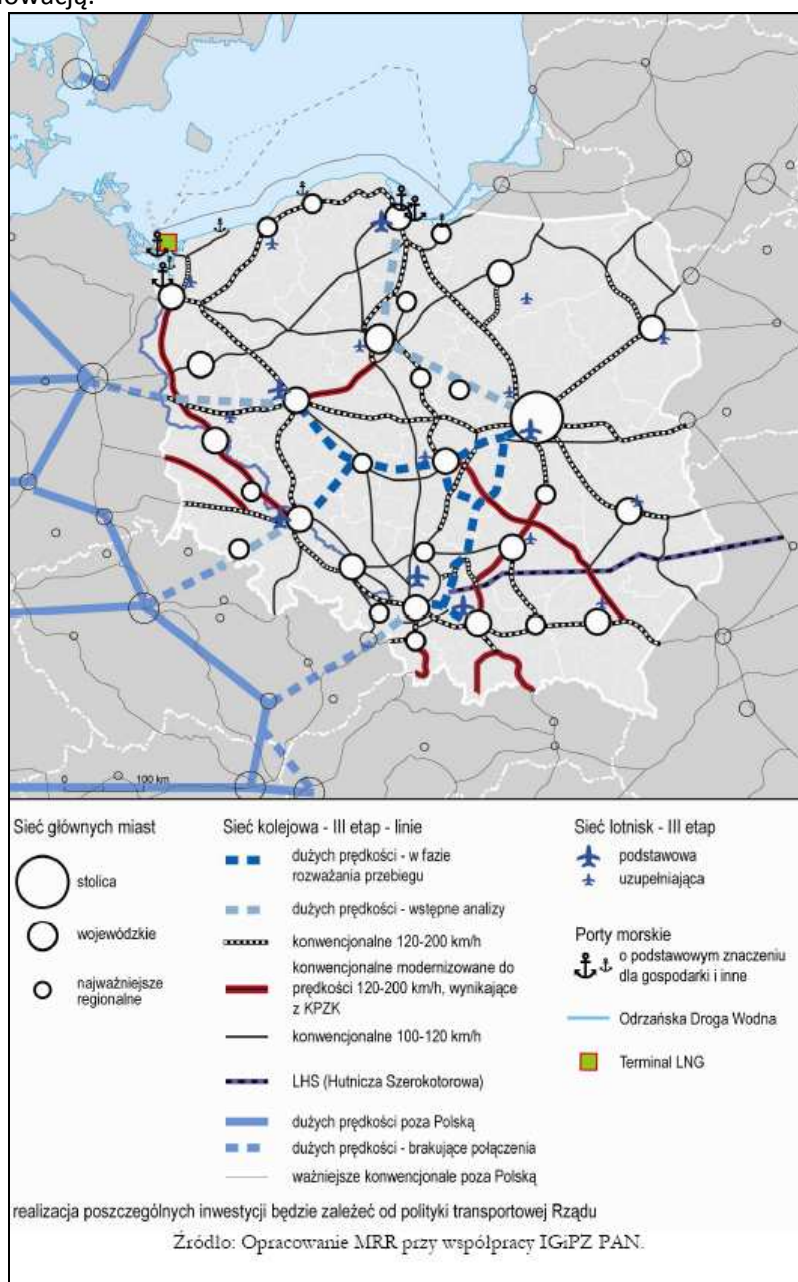 nowację.
0 100 km
Sieć głównych miast
stolica
wojewódzkie
najważniejsze
regionalne
Sieć kolejowa - III etap - linie
dużych prędkości - w fazie
rozważania przebiegu
dużych prędkości - wstępne analizy
konwencjonalne 120-200 km/h
konwencjonalne modernizowane do
prędkości 120-200 km/h, wynikające
z KPZK
konwencjonalne 100-120 km/h
LHS (Hutnicza Szerokotorowa)
dużych prędkości poza Polską
dużych prędkości - brakujące połączenia
ważniejsze konwencjonale poza Polską
Sieć lotnisk - III etap
podstawowa
uzupełniająca
Porty morskie
o podstawowym znaczeniu
dla gospodarki i inne
Odrzańska Droga Wodna
Terminal LNG
realizacja poszczególnych inwestycji będzie zależeć od polityki transportowej Rządu
Źródło: Opracowanie MRR przy współpracy IGiPZ PAN.